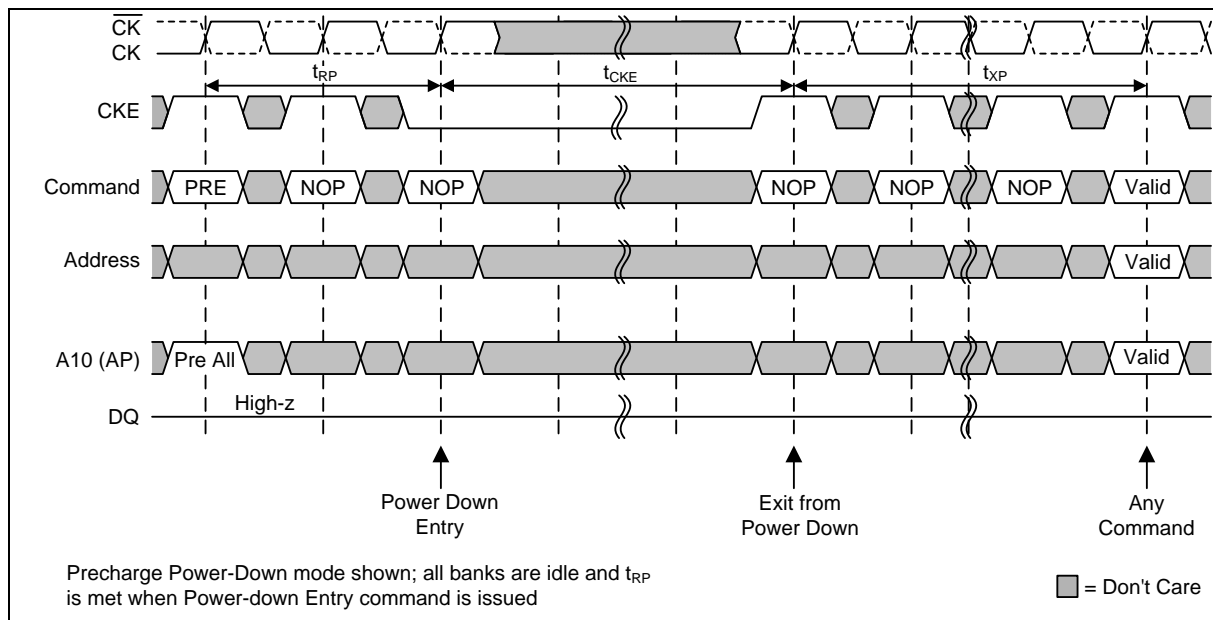 CK
CK
tRP tCKE tXP
CKE
Command PRE NOP NOP NOP NOP NOP Valid
Address Valid
A10 (AP) Pre All Valid
High-z
DQ
Power Down
Entry
Exit from
Power Down
Any
Command
Precharge Power-Down mode shown; all banks are idle and tRP
is met when Power-down Entry command is issued
= Don't Care